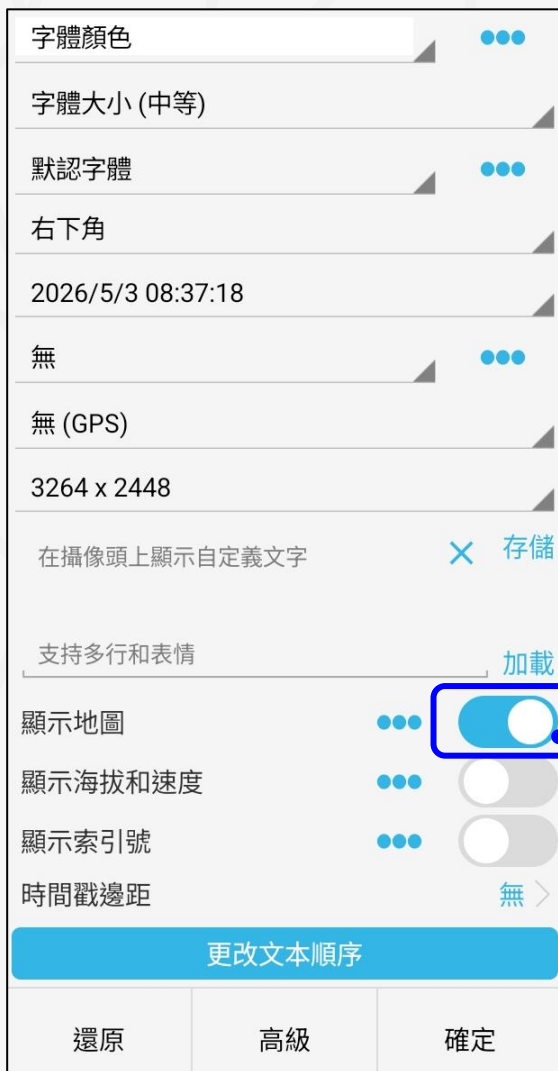 字體顏色
字體大小 (中等)
默認字體
右下角
2026/5/3 08:37:18
無
無 (GPS)
3264 x 2448
在攝像頭上顯示自定義文字
存儲
支持多行和表情
加載
顯示地圖
顯示海拔和速度
顯示索引號
時間戳邊距 無
更改文本順序
還原 高級 確定